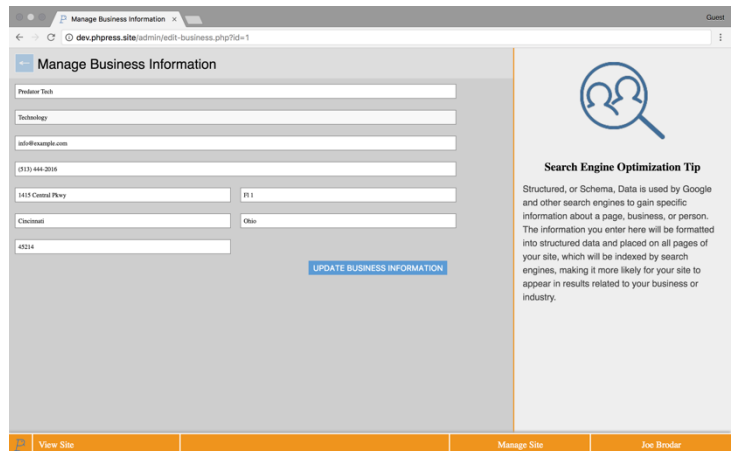 Manage Business Information
Guest
dev.phpress.site/admin/edit-business.php?id=1
Manage Business Information
Predator Tech
Technology
info@example.com
(513) 444-2016
1415 Central Pkwy
Fl 1
Cincinnati
Ohio
45214
UPDATE BUSINESS INFORMATION
Search Engine Optimization Tip
Structured, or Schema, Data is used by Google
and other search engines to gain specific
information about a page, business, or person.
The information you enter here will be formatted
into structured data and placed on all pages of
your site, which will be indexed by search
engines, making it more likely for your site to
appear in results related to your business or
industry.
View Site
Manage Site
Joe Brodar